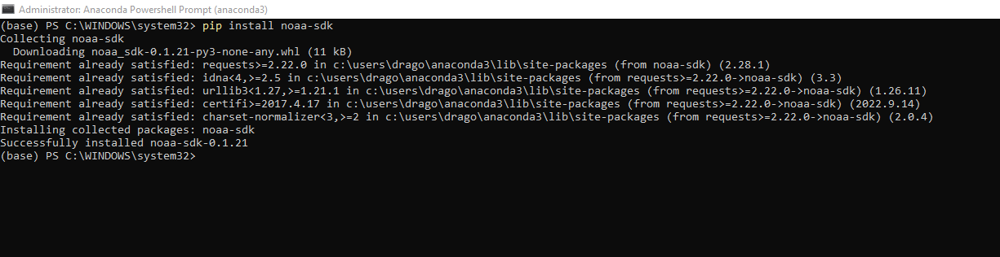 Administrator: Anaconda Powershell Prompt (anaconda3)
(base) PS C:\WINDOWS\system32> pip install noaa-sdk
Collecting noaa-sdk
  Downloading noaa_sdk-0.1.21-py3-none-any.whl (11 kB)
Requirement already satisfied: requests>=2.22.0 in c:\users\drago\anaconda3\lib\site-packages (from noaa-sdk) (2.28.1)
Requirement already satisfied: idna<4,>=2.5 in c:\users\drago\anaconda3\lib\site-packages (from requests>=2.22.0->noaa-sdk) (3.3)
Requirement already satisfied: urllib3<1.27,>=1.21.1 in c:\users\drago\anaconda3\lib\site-packages (from requests>=2.22.0->noaa-sdk) (1.26.11)
Requirement already satisfied: certifi>=2017.4.17 in c:\users\drago\anaconda3\lib\site-packages (from requests>=2.22.0->noaa-sdk) (2022.9.14)
Requirement already satisfied: charset-normalizer<3,>=2 in c:\users\drago\anaconda3\lib\site-packages (from requests>=2.22.0->noaa-sdk) (2.0.4)
Installing collected packages: noaa-sdk
Successfully installed noaa-sdk-0.1.21
(base) PS C:\WINDOWS\system32>